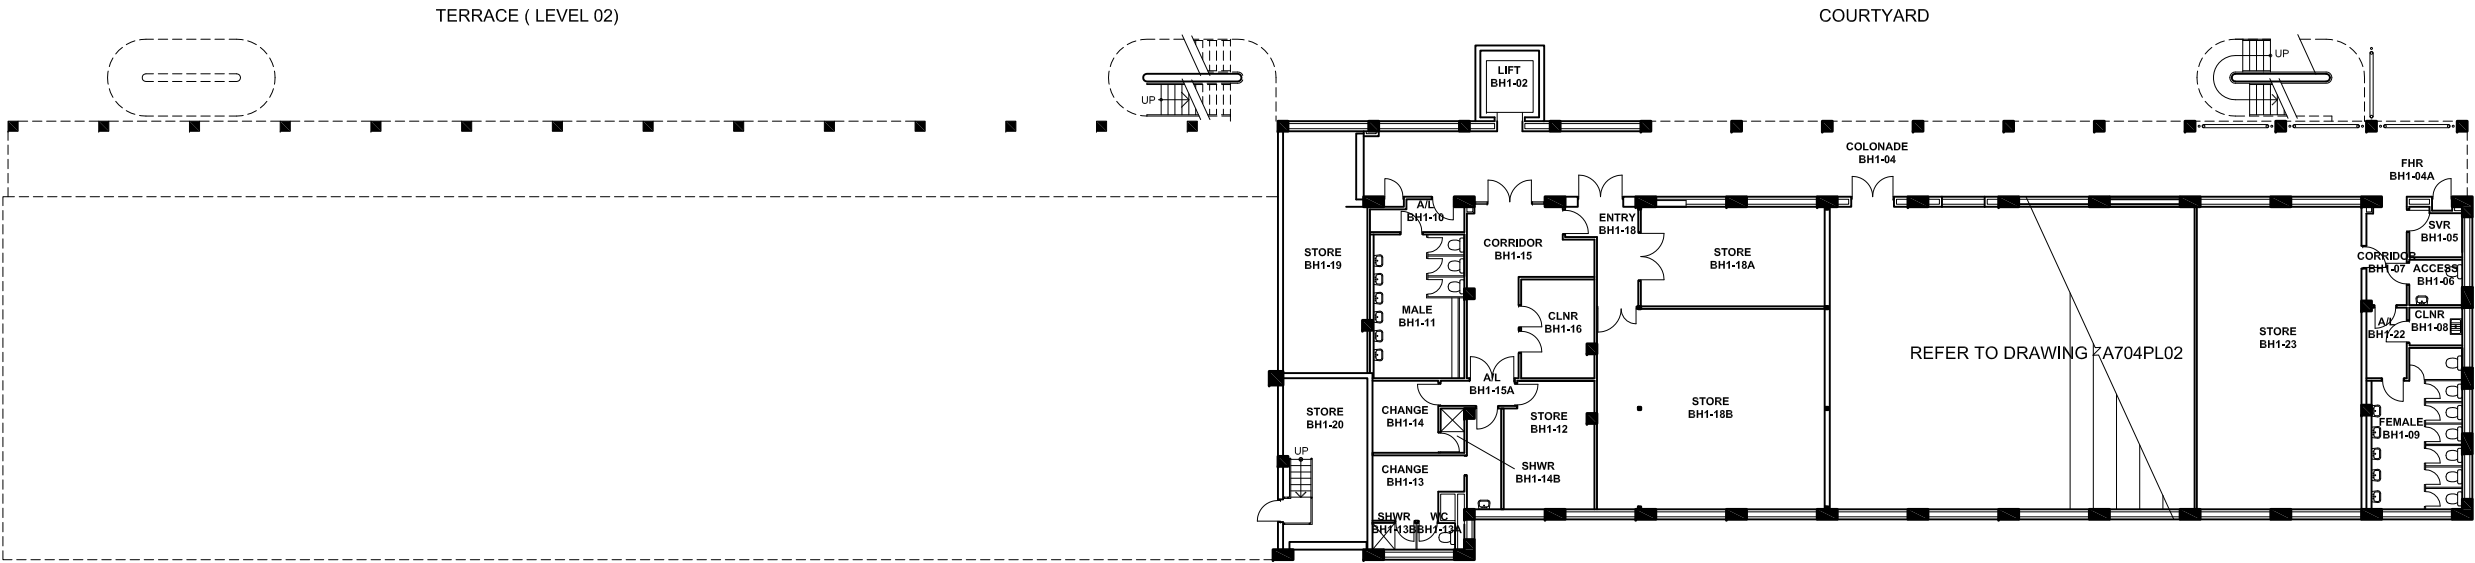 TERRACE ( LEVEL 02)
COURTYARD
LIFT
BH1-02
UP
UP
COLONADE
BH1-04
FHR
BH1-04A
A/L
BH1-10
ENTRY
BH1-18
SVR
BH1-05
STORE
BH1-19
CORRIDOR
BH1-15
STORE
BH1-18A
CORRIDOR
BH1-07
ACCESS
BH1-06
MALE
BH1-11
CLNR
BH1-16
A/L
BH1-22
CLNR
BH1-08
STORE
BH1-23
REFER TO DRAWING ZA704PL02
A/L
BH1-15A
STORE
BH1-20
CHANGE
BH1-14
STORE
BH1-12
STORE
BH1-18B
FEMALE
BH1-09
UP
CHANGE
BH1-13
SHWR
BH1-14B
SHWR
BH1-13B
WC
BH1-13A